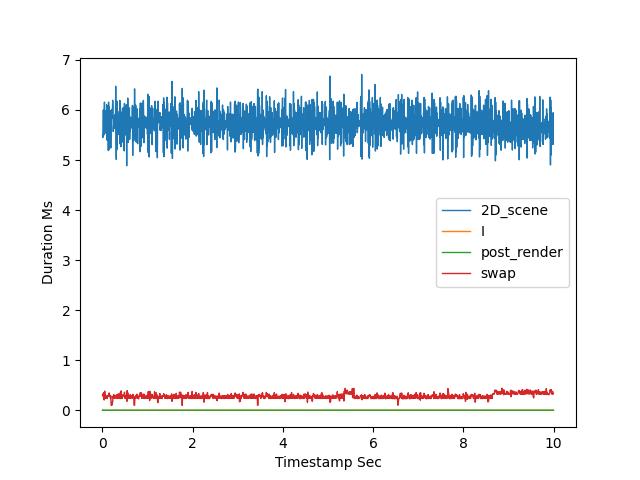 7
6
5
4
3
2
1
0
Duration Ms
2D_scene
I
post_render
swap
0 2 4 6 8 10
Timestamp Sec